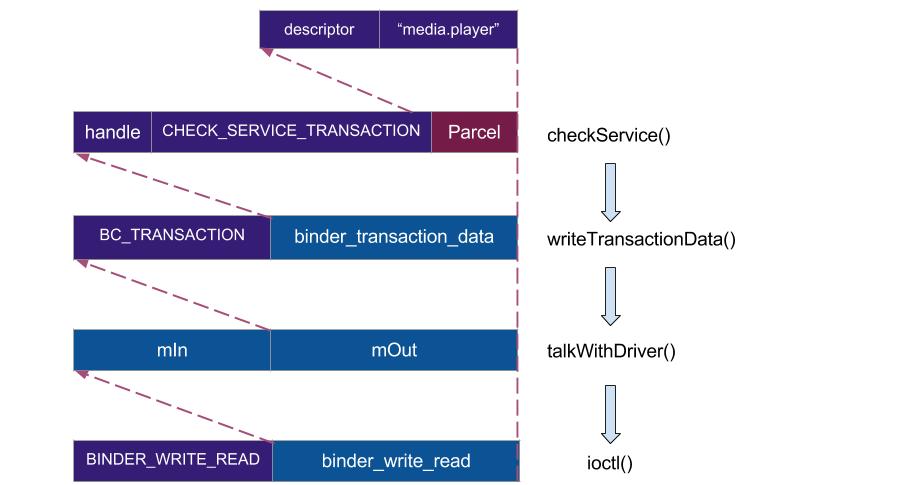 descriptor “media.player”
handle CHECK_SERVICE_TRANSACTION Parcel checkService()
BC_TRANSACTION binder_transaction_data writeTransactionData()
mIn mOut talkWithDriver()
BINDER_WRITE_READ binder_write_read ioctl()